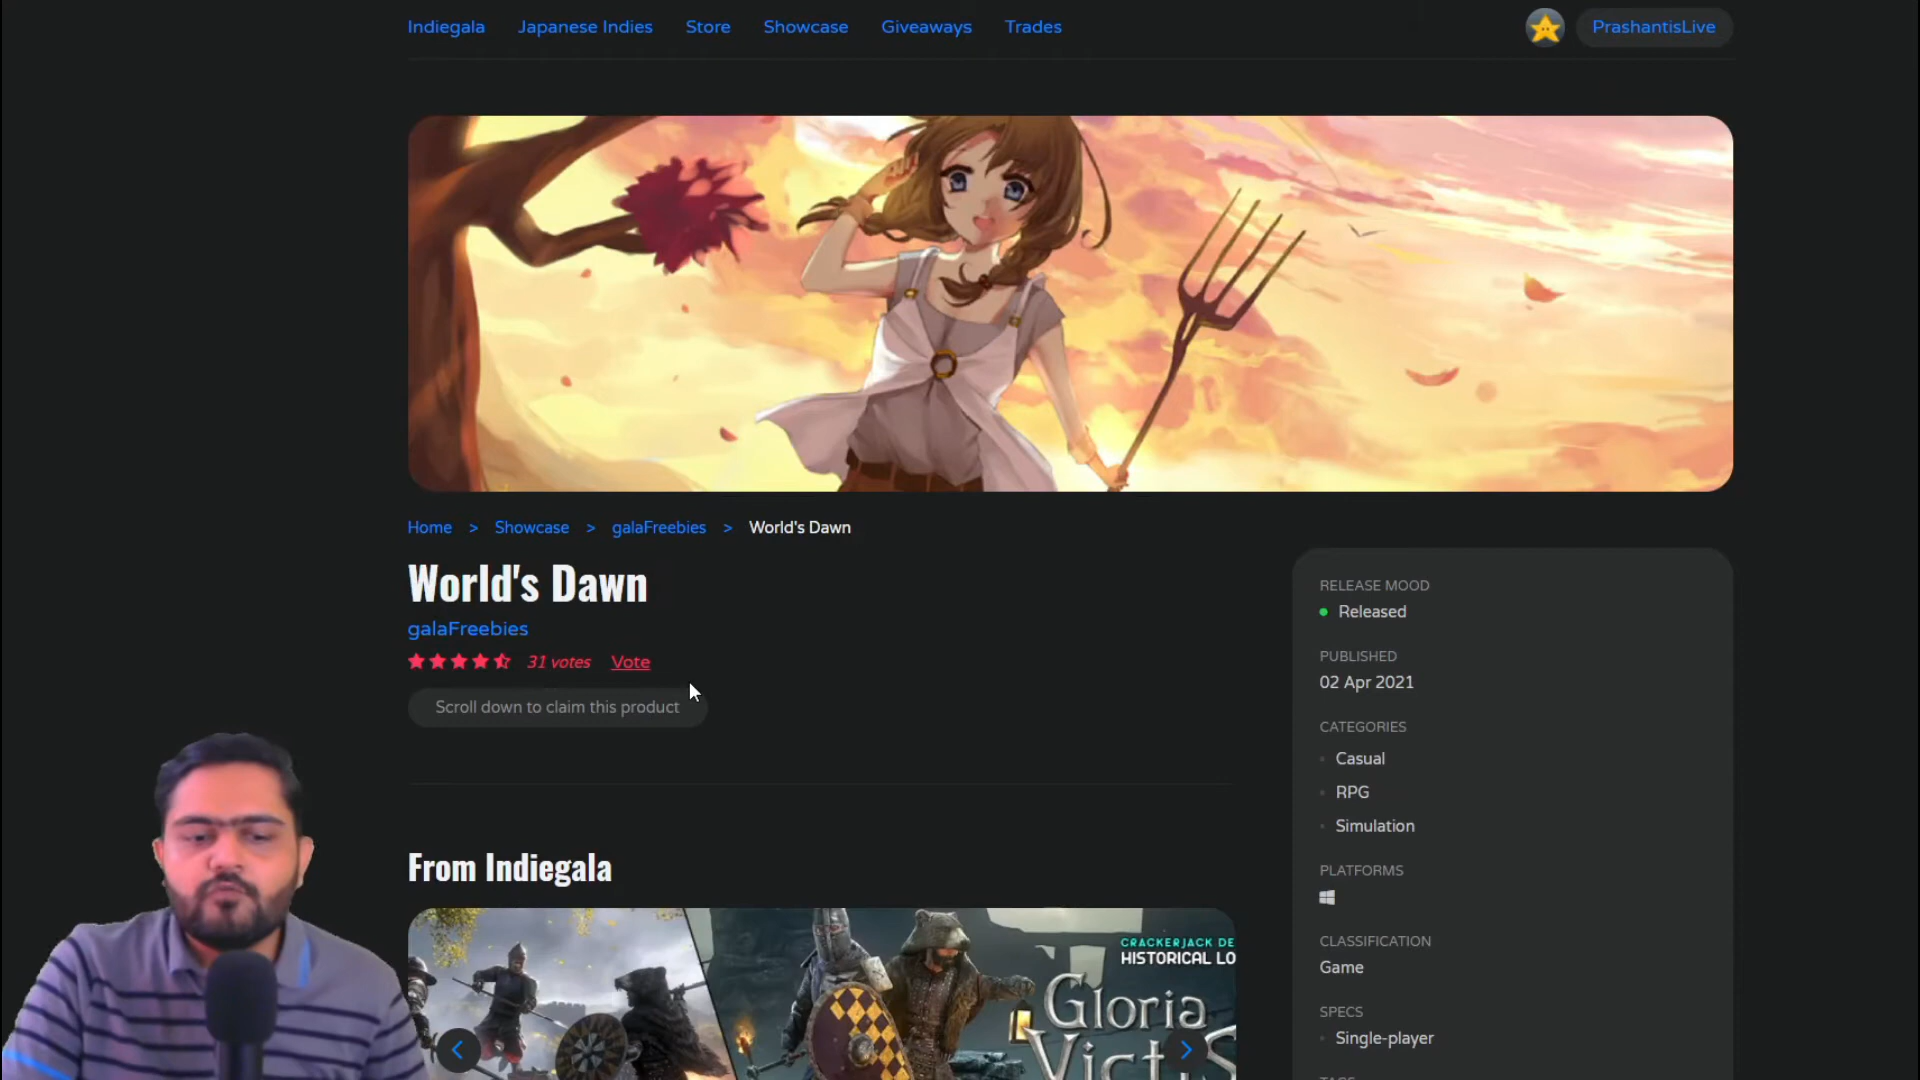 Indiegala Japanese Indies Store Showcase Giveaways Trades PrashantisLive
Home > Showcase > galaFreebies > World's Dawn
World's Dawn
galaFreebies
31 votes Vote
Scroll down to claim this product
From Indiegala
CRACKERJACK DE
HISTORICAL LO
Gloria
Victis
RELEASE MOOD
Released
PUBLISHED
02 Apr 2021
CATEGORIES
Casual
RPG
Simulation
PLATFORMS
CLASSIFICATION
Game
SPECS
Single-player